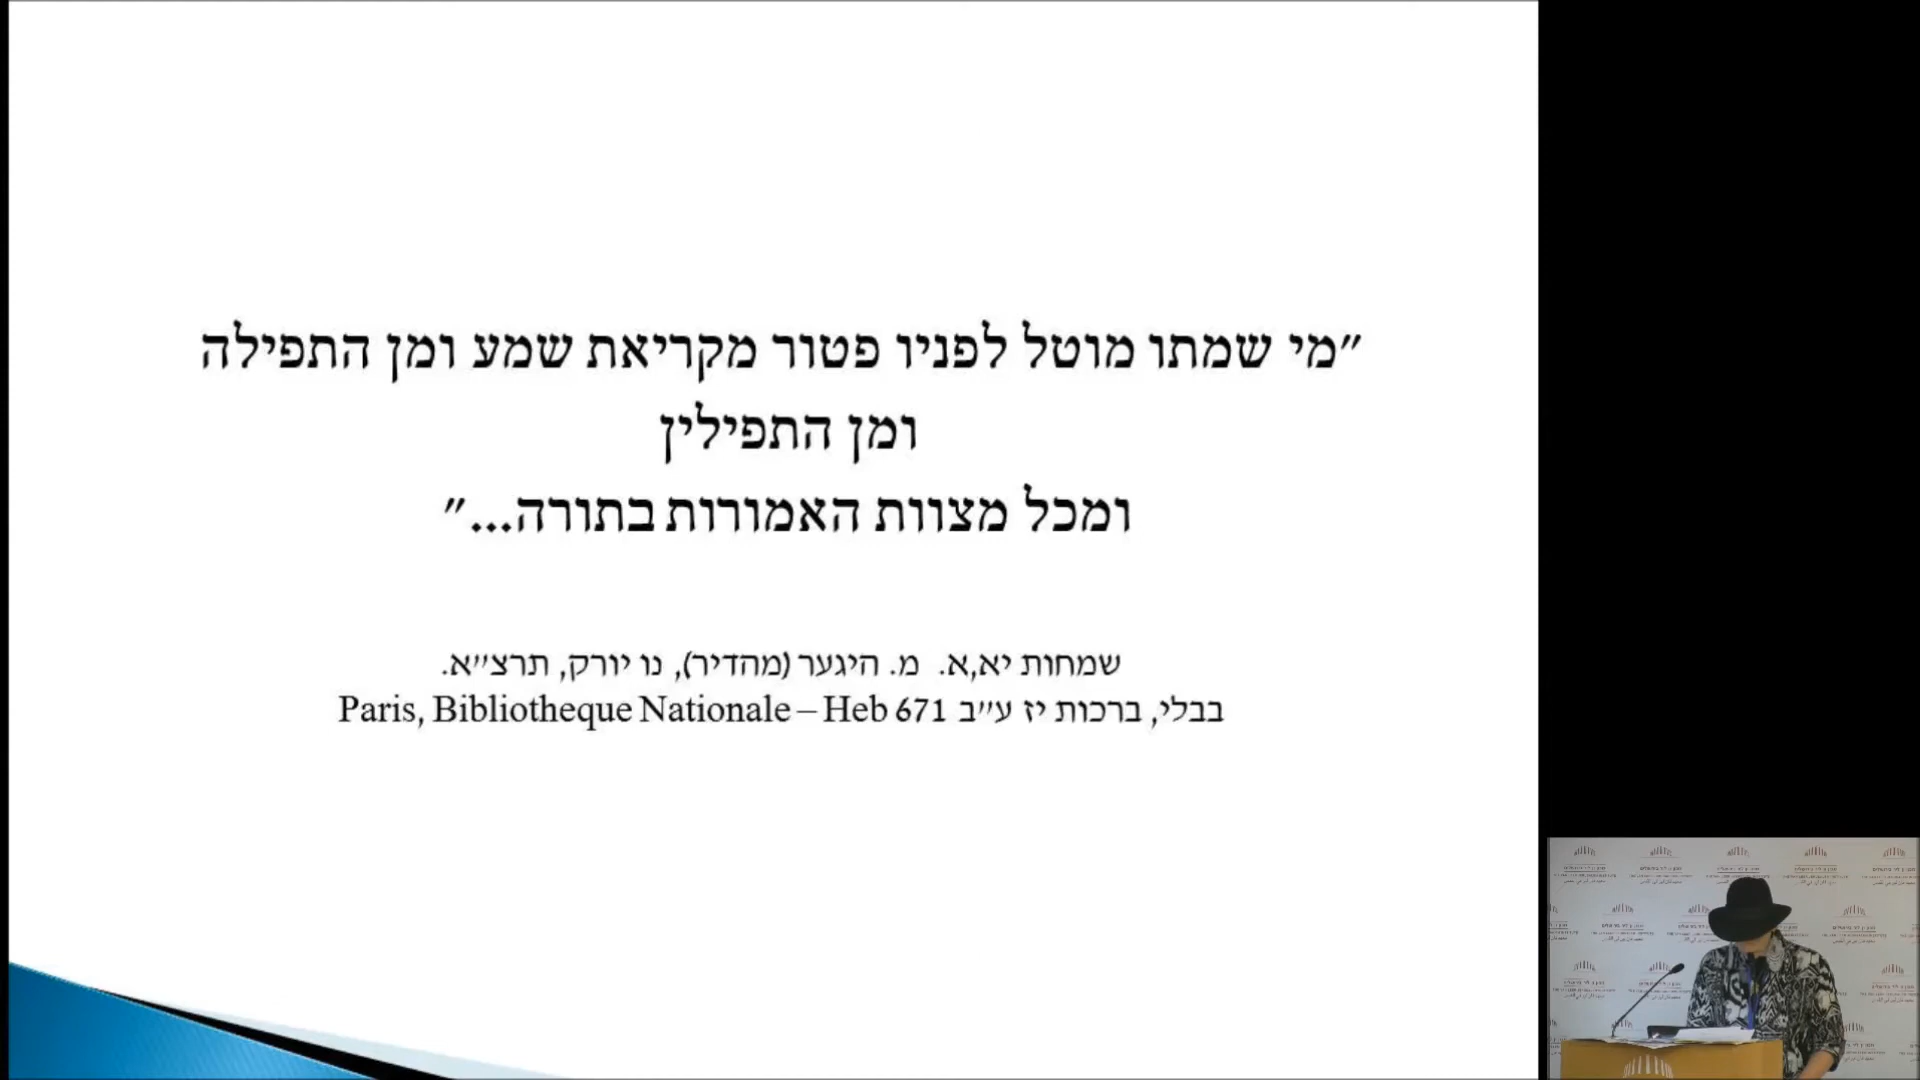 ״מי שמתו מוטל לפניו פטור מקריאת שמע ומן התפילה
ומן התפילין
ומכל מצוות האמורות בתורה...״
שמחות יא,א. מ. היגער (מהדיר), נו יורק, תרצ״א.
בבלי, ברכות יז ע״ב Paris, Bibliotheque Nationale – Heb 671